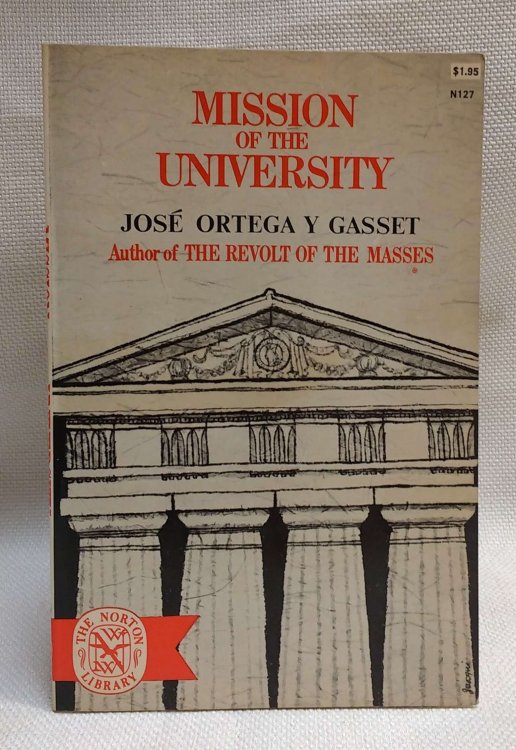 $1.95
N127
MISSION
OF THE
UNIVERSITY
JOSÉ ORTEGA Y GASSET
Author of THE REVOLT OF THE MASSES
THE NORTON
LIBRARY